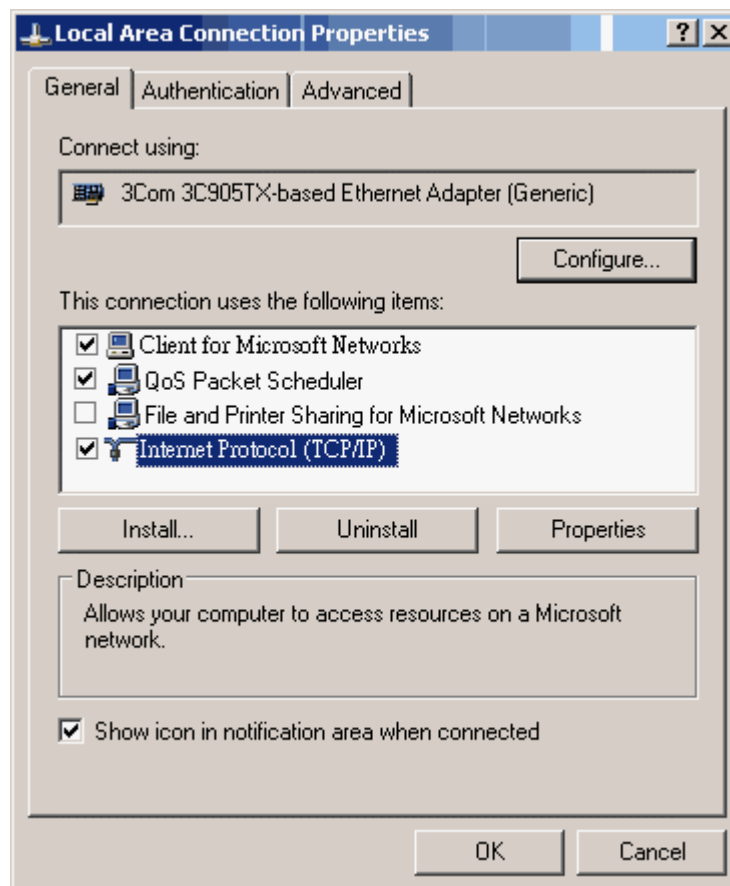 Local Area Connection Properties
General Authentication Advanced
Connect using:
3Com 3C905TX-based Ethernet Adapter (Generic)
Configure...
This connection uses the following items:
Client for Microsoft Networks
QoS Packet Scheduler
File and Printer Sharing for Microsoft Networks
Internet Protocol (TCP/IP)
Install... Uninstall Properties
Description
Allows your computer to access resources on a Microsoft
network.
Show icon in notification area when connected
OK Cancel